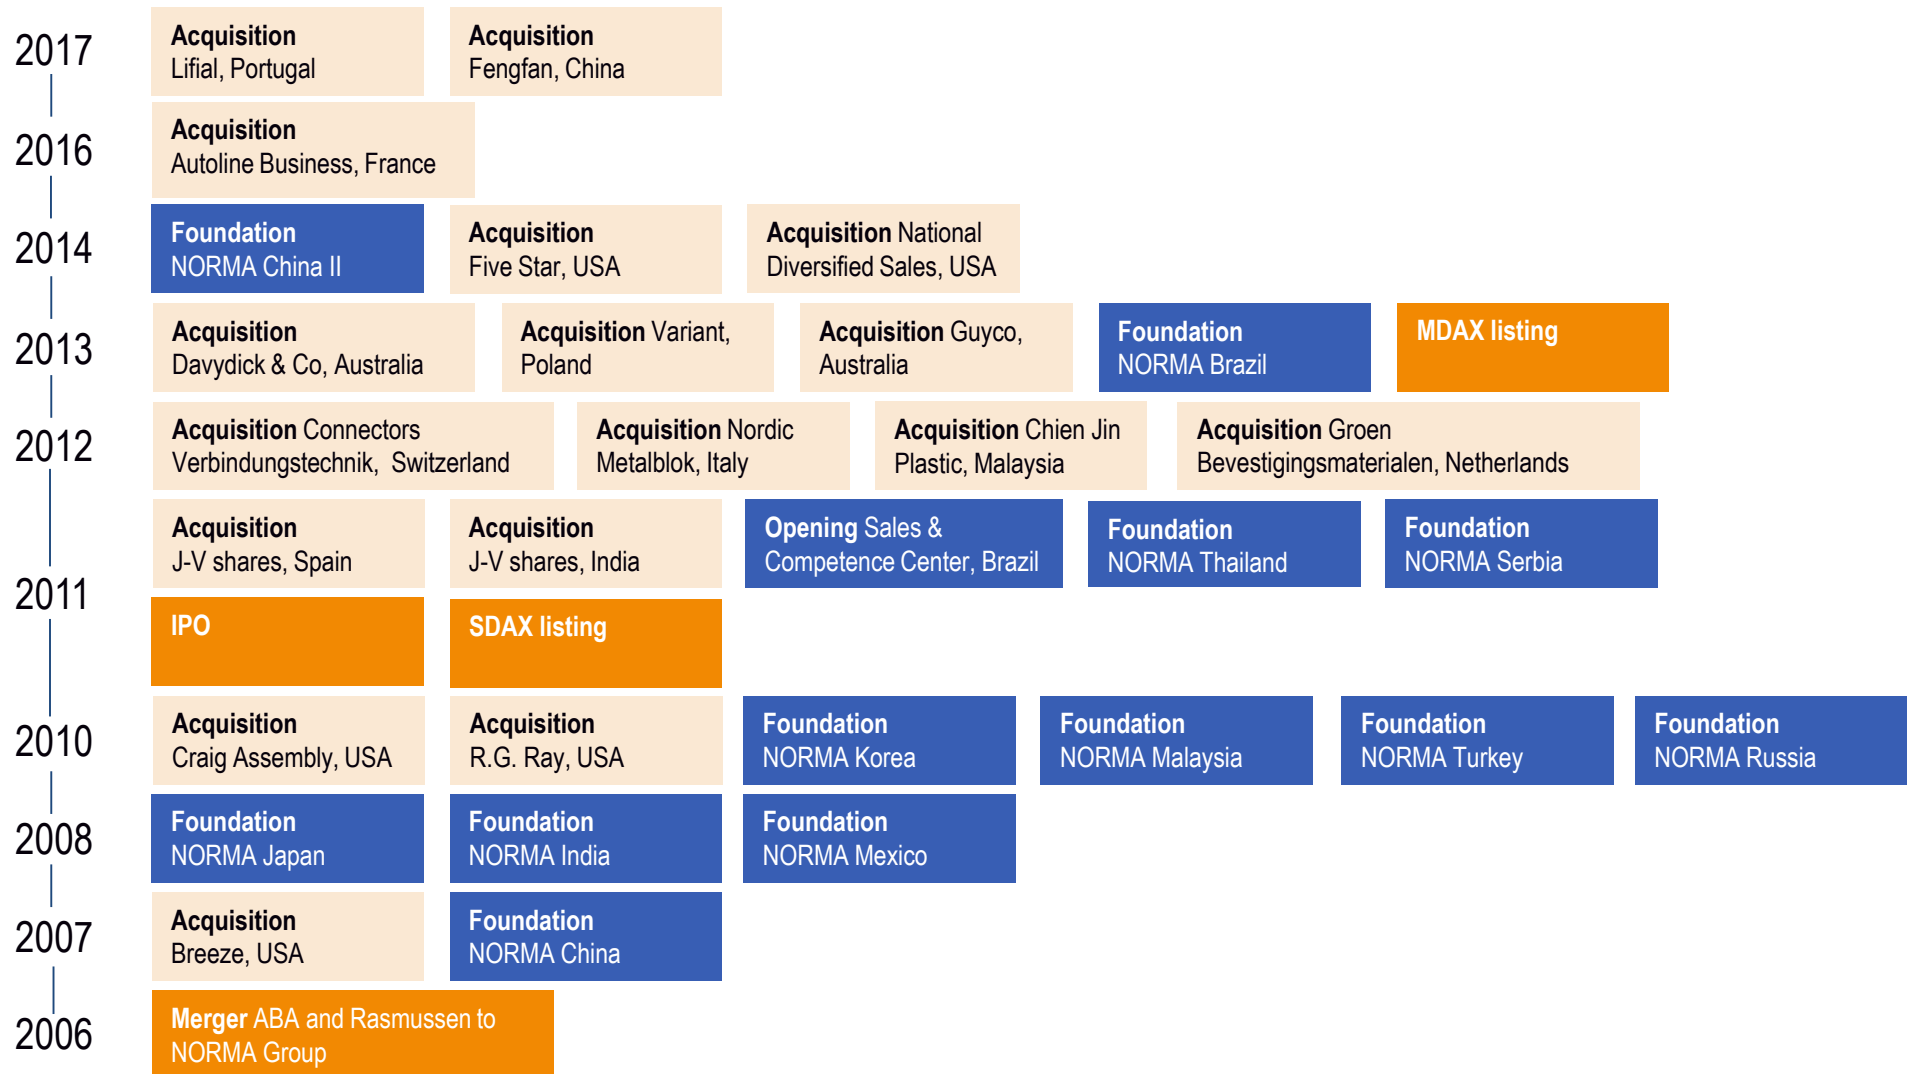 2017
Acquisition
Lifial, Portugal
Acquisition
Fengfan, China
2016
Acquisition
Autoline Business, France
2014
Foundation
NORMA China II
Acquisition
Five Star, USA
Acquisition National
Diversified Sales, USA
2013
Acquisition
Davydick & Co, Australia
Acquisition Variant,
Poland
Acquisition Guyco,
Australia
Foundation
NORMA Brazil
MDAX listing
2012
Acquisition Connectors
Verbindungstechnik, Switzerland
Acquisition Nordic
Metalblok, Italy
Acquisition Chien Jin
Plastic, Malaysia
Acquisition Groen
Bevestigingsmaterialen, Netherlands
2011
Acquisition
J-V shares, Spain
Acquisition
J-V shares, India
Opening Sales &
Competence Center, Brazil
Foundation
NORMA Thailand
Foundation
NORMA Serbia
IPO
SDAX listing
2010
Acquisition
Craig Assembly, USA
Acquisition
R.G. Ray, USA
Foundation
NORMA Korea
Foundation
NORMA Malaysia
Foundation
NORMA Turkey
Foundation
NORMA Russia
2008
Foundation
NORMA Japan
Foundation
NORMA India
Foundation
NORMA Mexico
2007
Acquisition
Breeze, USA
Foundation
NORMA China
2006
Merger ABA and Rasmussen to
NORMA Group